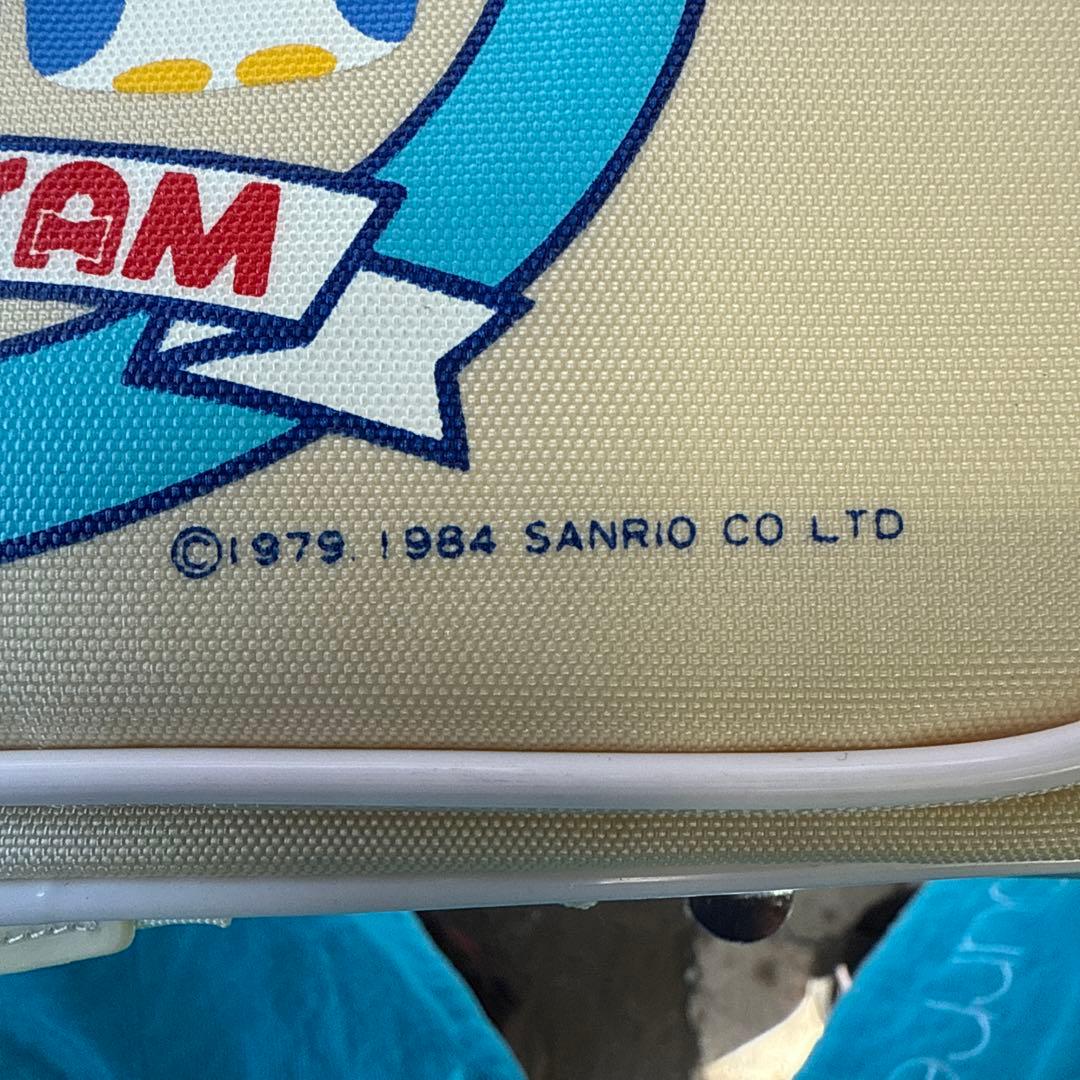 TAM
©1979. 1984 SANRIO CO LTD